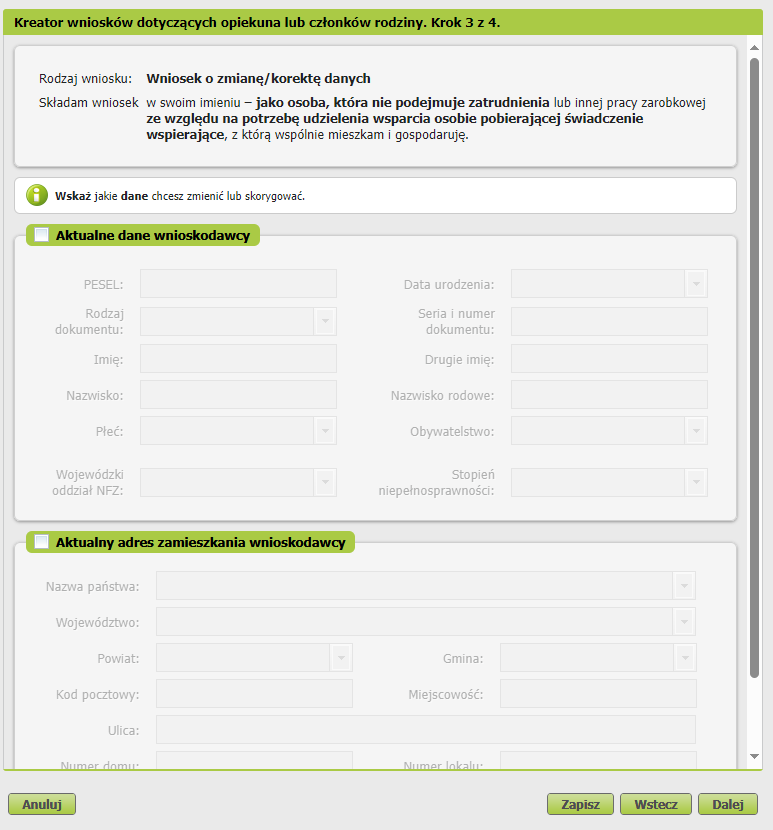 Kreator wniosków dotyczących opiekuna lub członków rodziny. Krok 3 z 4.
Rodzaj wniosku: Wniosek o zmianę/korektę danych
Składam wniosek w swoim imieniu – jako osoba, która nie podejmuje zatrudnienia lub innej pracy zarobkowej
ze względu na potrzebę udzielenia wsparcia osobie pobierającej świadczenie
wspierające, z którą wspólnie mieszkam i gospodaruję.
Wskaż jakie dane chcesz zmienić lub skorygować.
Aktualne dane wnioskodawcy
PESEL: Data urodzenia:
Rodzaj
dokumentu:
Seria i numer
dokumentu:
Imię: Drugie imię:
Nazwisko: Nazwisko rodowe:
Płeć: Obywatelstwo:
Wojewódzki
oddział NFZ:
Stopień
niepełnosprawności:
Aktualny adres zamieszkania wnioskodawcy
Nazwa państwa:
Województwo:
Powiat: Gmina:
Kod pocztowy: Miejscowość:
Ulica:
Numer domu: Numer lokalu:
Anuluj Zapisz Wstecz Dalej